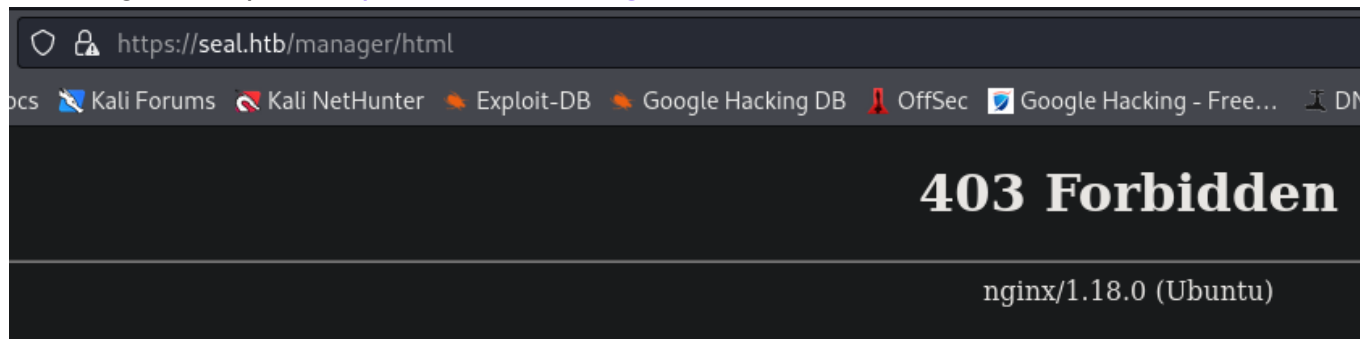 https://seal.htb/manager/html
ocs Kali Forums Kali NetHunter Exploit-DB Google Hacking DB OffSec Google Hacking - Free… DN
403 Forbidden
nginx/1.18.0 (Ubuntu)